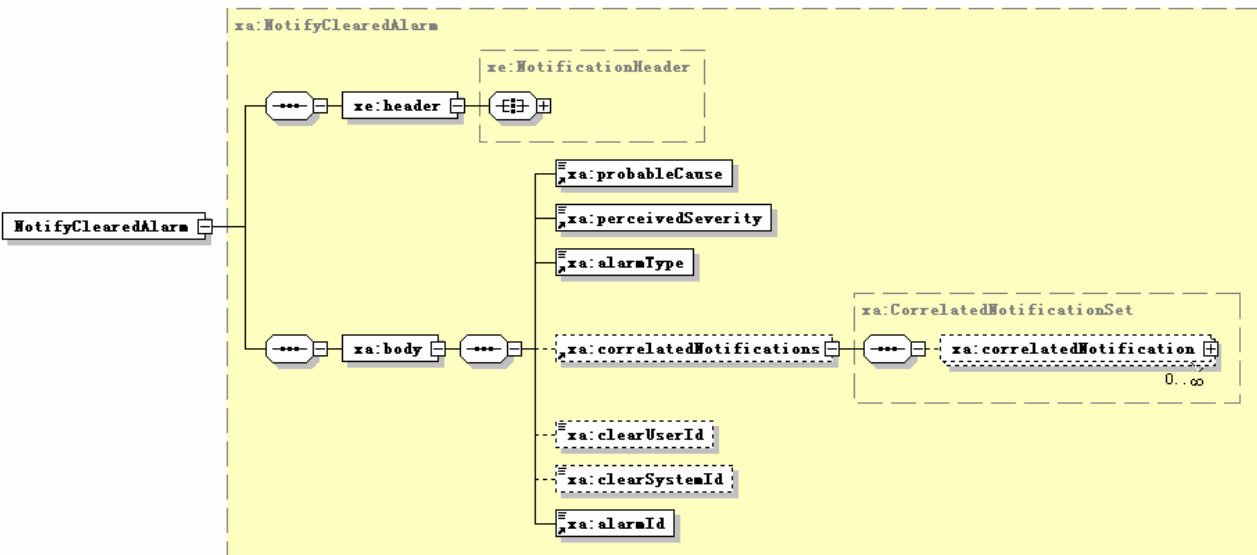 xa:NotifyClearedAlarm
xe:NotificationHeader
xe:header
xa:probableCause
xa:perceivedSeverity
NotifyClearedAlarm
xa:alarmType
xa:CorrelatedNotificationSet
xa:body
xa:correlatedNotifications
xa:correlatedNotification
0..∞
xa:clearUserId
xa:clearSystemId
xa:alarmId